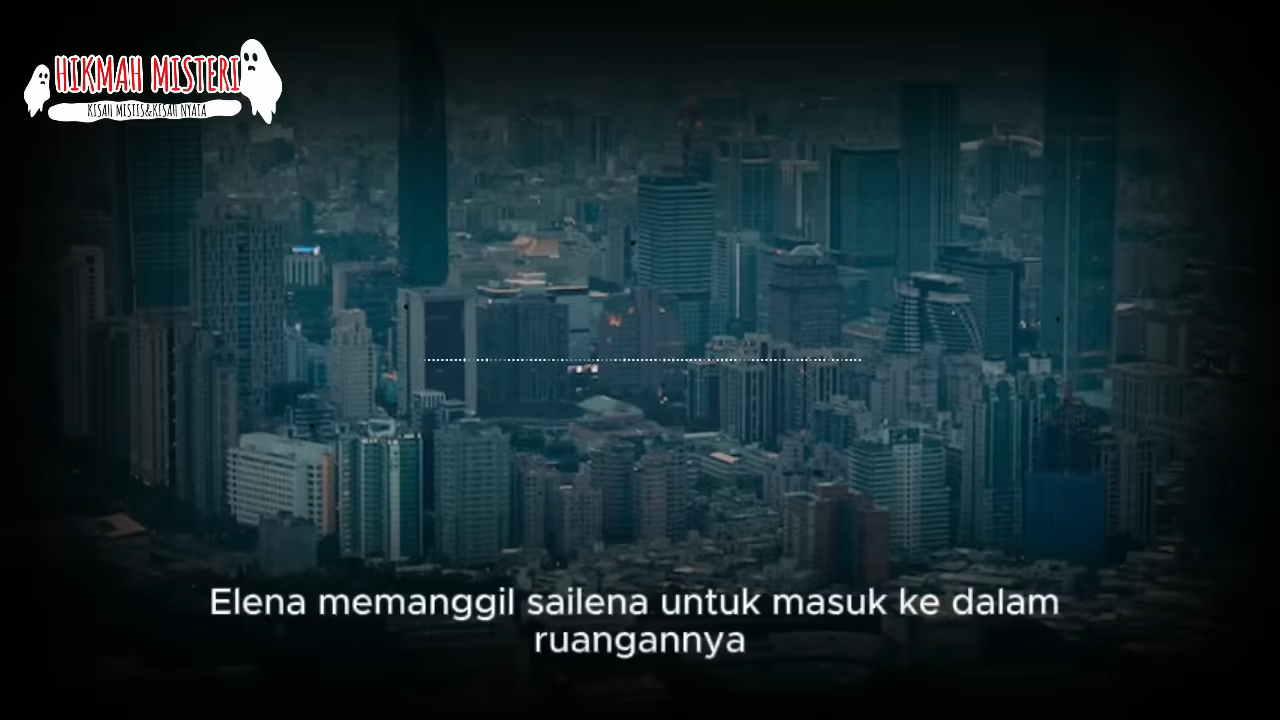 HIKMAH MISTERI
KISAH MISTIS&KISAH NYATA
Elena memanggil sailena untuk masuk ke dalam
ruangannya